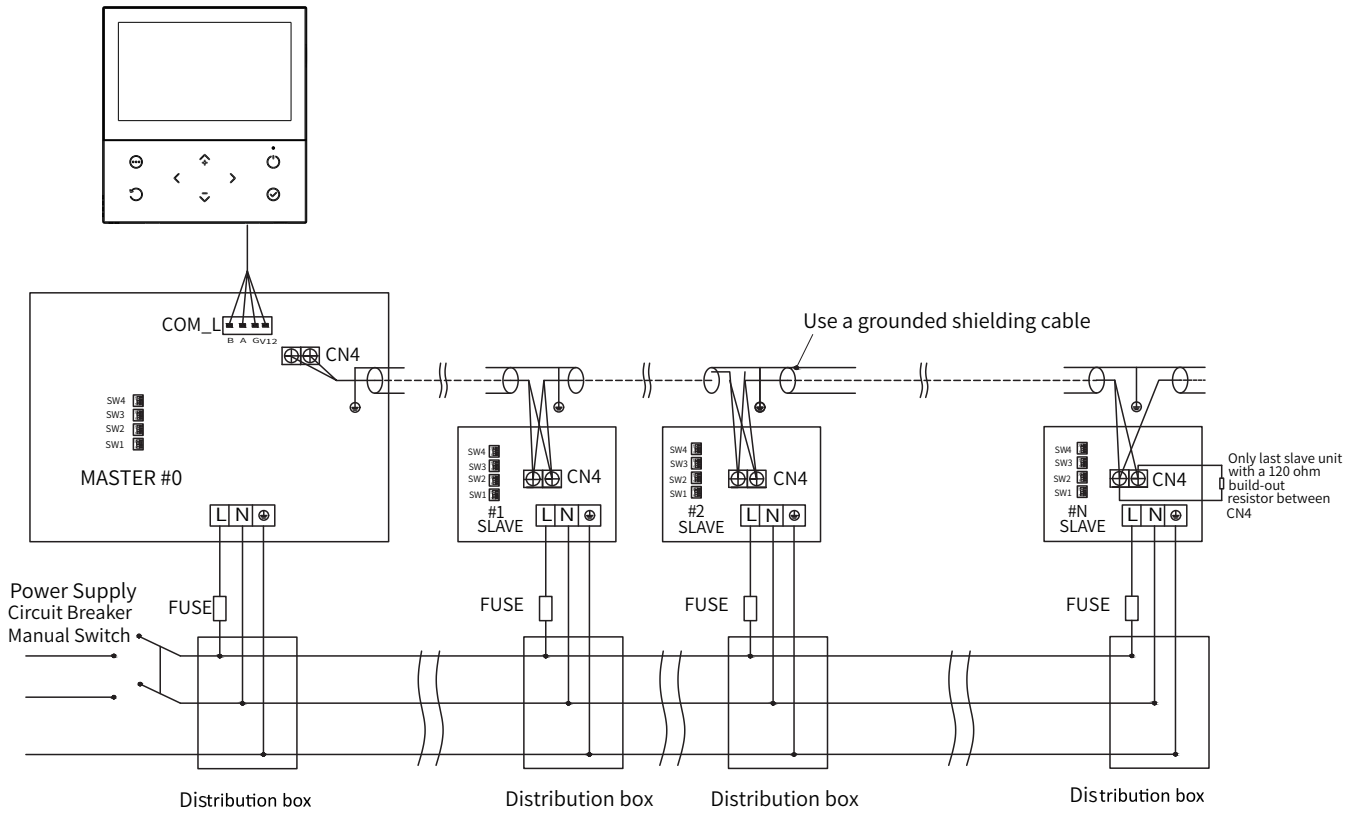 COM_L
B A G V12
CN4
Use a grounded shielding cable
SW4
SW3
SW2
SW1
MASTER #0
L N
SW4
SW3
SW2
SW1
CN4
#1
SLAVE
L N
SW4
SW3
SW2
SW1
CN4
#2
SLAVE
L N
SW4
SW3
SW2
SW1
CN4
#N
SLAVE
L N
Only last slave unit
with a 120 ohm
build-out
resistor between
CN4
Power Supply
Circuit Breaker
Manual Switch
FUSE
FUSE
FUSE
FUSE
Distribution box
Distribution box
Distribution box
Distribution box